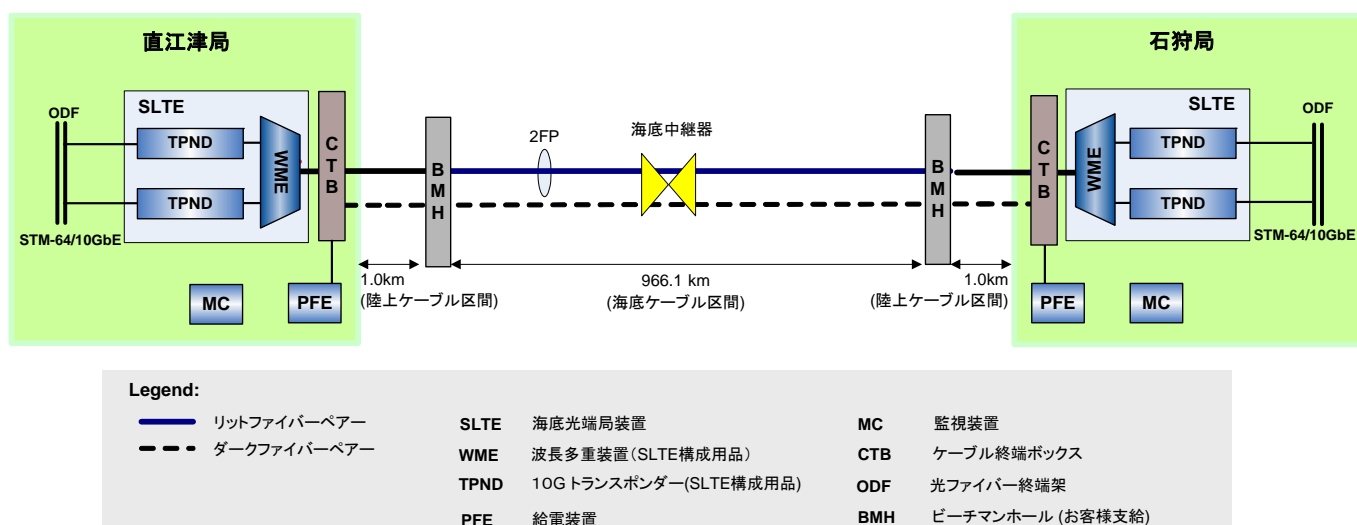 直江津局
石狩局
ODF
SLTE
TPND
TPND
WME
CTB
BMH
2FP
海底中継器
BMH
CTB
WME
SLTE
TPND
TPND
ODF
STM-64/10GbE
STM-64/10GbE
MC
PFE
1.0km
(陸上ケーブル区間)
966.1 km
(海底ケーブル区間)
1.0km
(陸上ケーブル区間)
PFE
MC
Legend:
リットファイバーペアー
ダークファイバーペアー
SLTE 海底光端局装置
WME 波長多重装置(SLTE構成用品)
TPND 10G トランスポンダー(SLTE構成用品)
PFE 給電装置
MC 監視装置
CTB ケーブル終端ボックス
ODF 光ファイバー終端架
BMH ビーチマンホール (お客様支給)